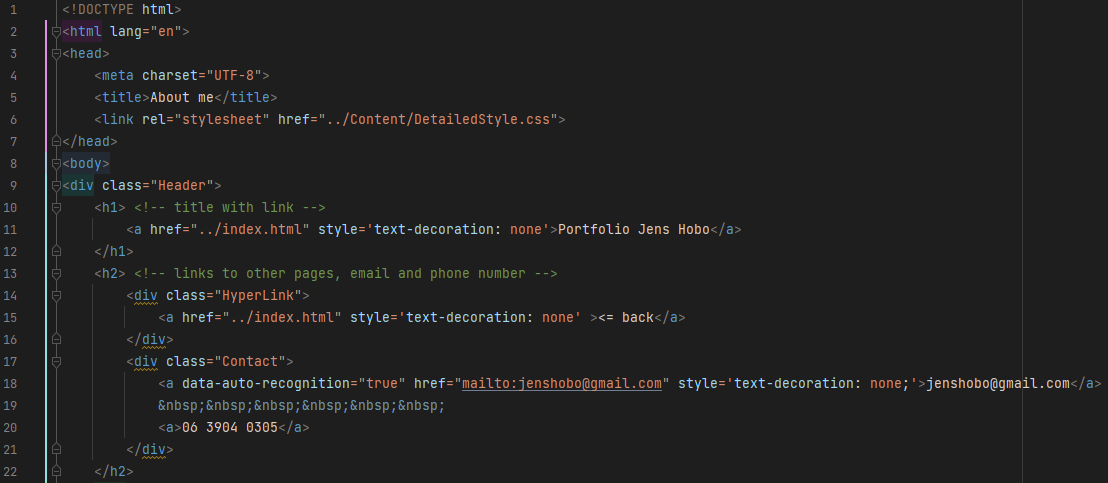 1 <!DOCTYPE html>
2 <html lang="en">
3 <head>
4     <meta charset="UTF-8">
5     <title>About me</title>
6     <link rel="stylesheet" href="../Content/DetailedStyle.css">
7 </head>
8 <body>
9 <div class="Header">
10     <h1> <!-- title with link -->
11         <a href="../index.html" style='text-decoration: none'>Portfolio Jens Hobo</a>
12     </h1>
13     <h2> <!-- links to other pages, email and phone number -->
14         <div class="HyperLink">
15             <a href="../index.html" style='text-decoration: none' ><= back</a>
16         </div>
17         <div class="Contact">
18             <a data-auto-recognition="true" href="mailto:jenshobo@gmail.com" style='text-decoration: none;'>jenshobo@gmail.com</a>
19             &nbsp;&nbsp;&nbsp;&nbsp;&nbsp;&nbsp;
20             <a>06 3904 0305</a>
21         </div>
22     </h2>